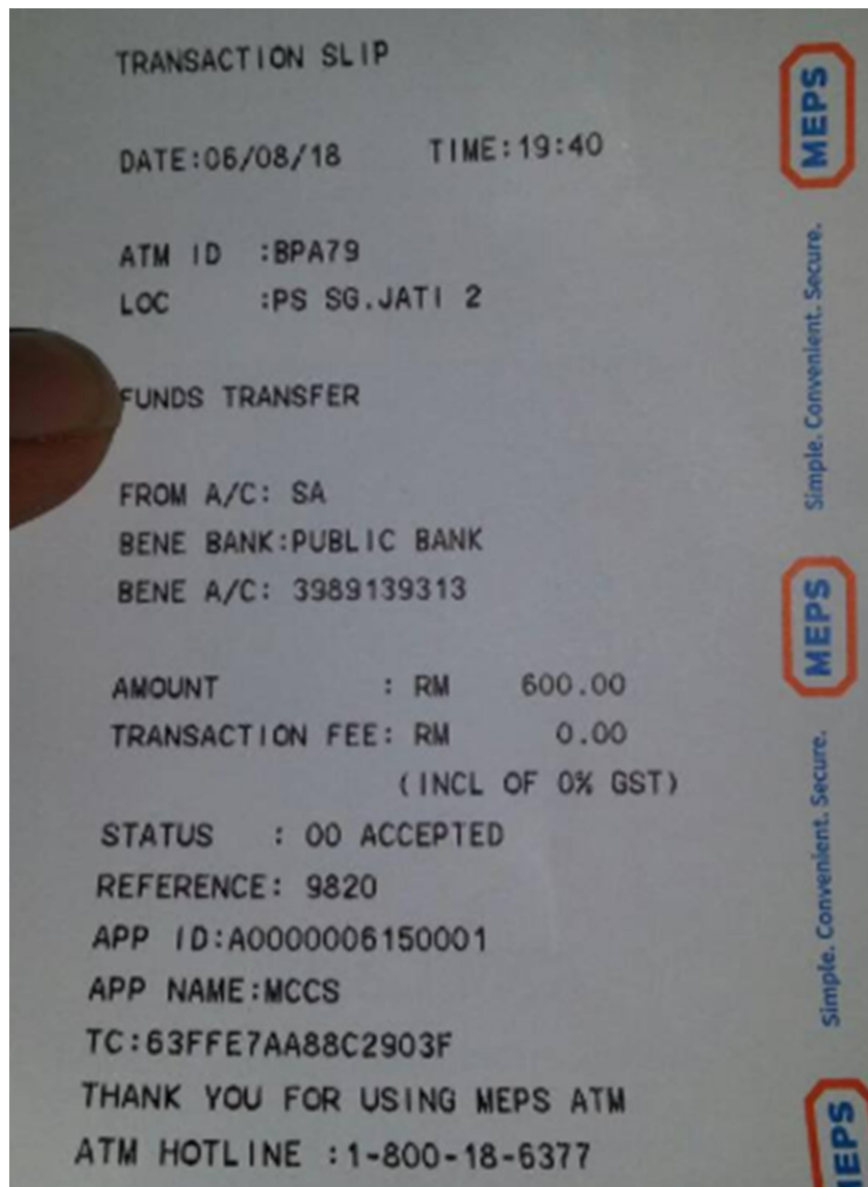 TRANSACTION SLIP
DATE:06/08/18 TIME:19:40
ATM ID :BPA79
LOC :PS SG.JATI 2
FUNDS TRANSFER
FROM A/C: SA
BENE BANK:PUBLIC BANK
BENE A/C: 3989139313
AMOUNT : RM 600.00
TRANSACTION FEE: RM 0.00
(INCL OF 0% GST)
STATUS : 00 ACCEPTED
REFERENCE: 9820
APP ID:A0000006150001
APP NAME:MCCS
TC:63FFE7AA88C2903F
THANK YOU FOR USING MEPS ATM
ATM HOTLINE :1-800-18-6377
MEPS
Simple. Convenient. Secure.
MEPS
Simple. Convenient. Secure.
MEPS